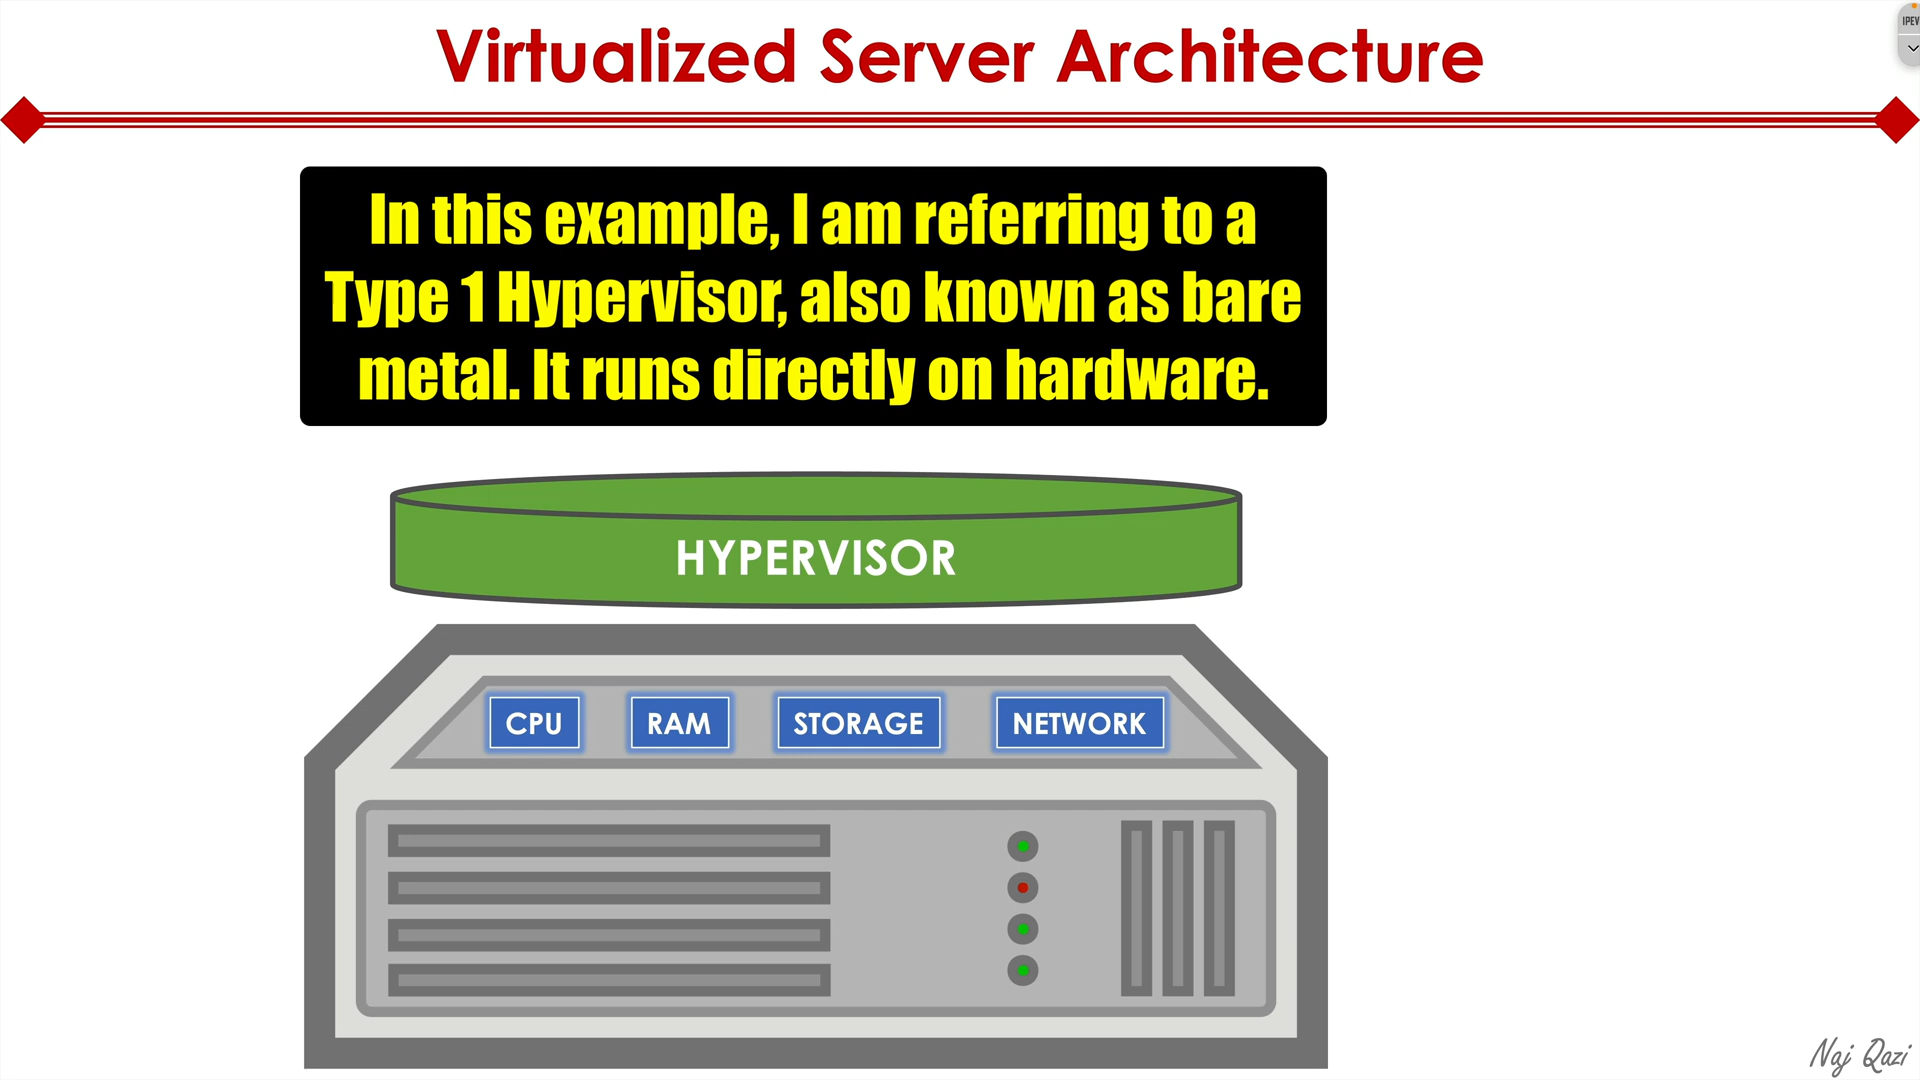 Virtualized Server Architecture
IPEV
In this example, I am referring to a
Type 1 Hypervisor, also known as bare
metal. It runs directly on hardware.
HYPERVISOR
CPU RAM STORAGE NETWORK
Naj Qazi